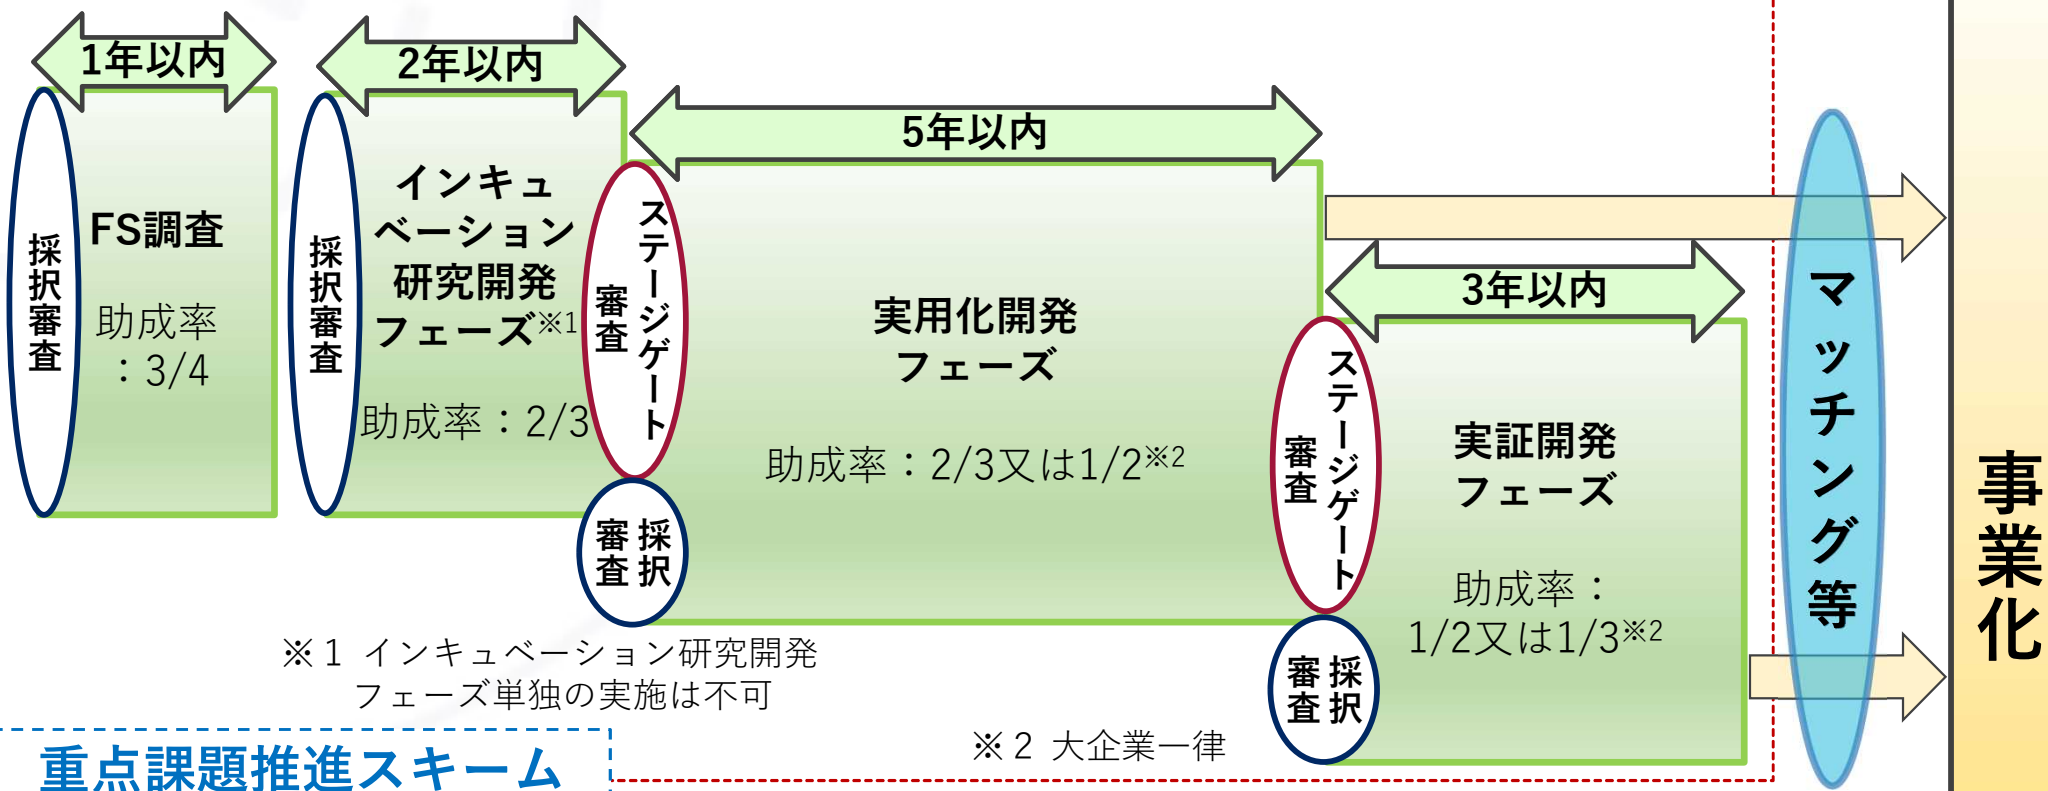 1年以内
2年以内
5年以内
3年以内
採択審査
FS調査
助成率
：3/4
採択審査
インキュ
ベーション
研究開発
フェーズ※1
助成率：2/3
ステージゲート
審査
採択
審査
実用化開発
フェーズ
助成率：2/3又は1/2※2
ステージゲート
審査
採択
審査
実証開発
フェーズ
助成率：
1/2又は1/3※2
マッチング等
事業化
※１ インキュベーション研究開発
フェーズ単独の実施は不可
※２ 大企業一律
重点課題推進スキーム